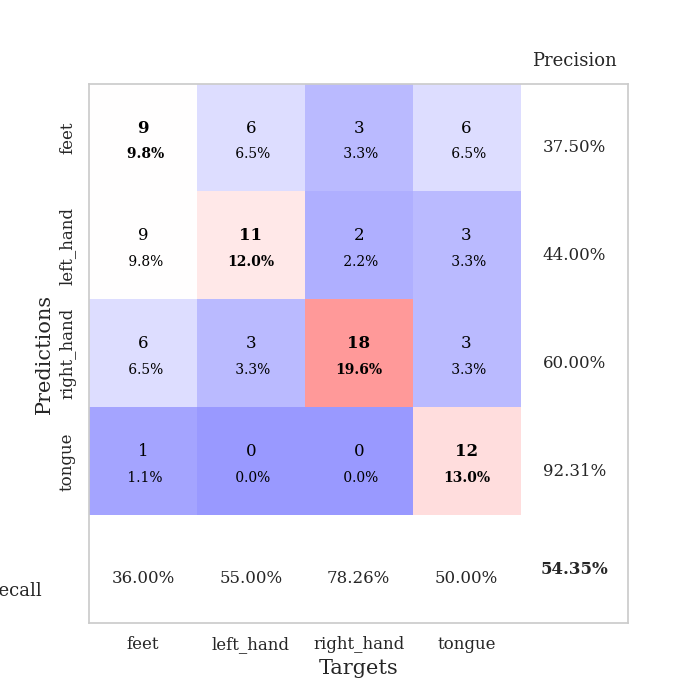 Precision
feet 9 6 3 6 37.50%
9.8% 6.5% 3.3% 6.5%
left_hand 9 11 2 3 44.00%
9.8% 12.0% 2.2% 3.3%
Predictions
right_hand 6 3 18 3 60.00%
6.5% 3.3% 19.6% 3.3%
tongue 1 0 0 12 92.31%
1.1% 0.0% 0.0% 13.0%
ecall 36.00% 55.00% 78.26% 50.00% 54.35%
feet left_hand right_hand tongue
Targets